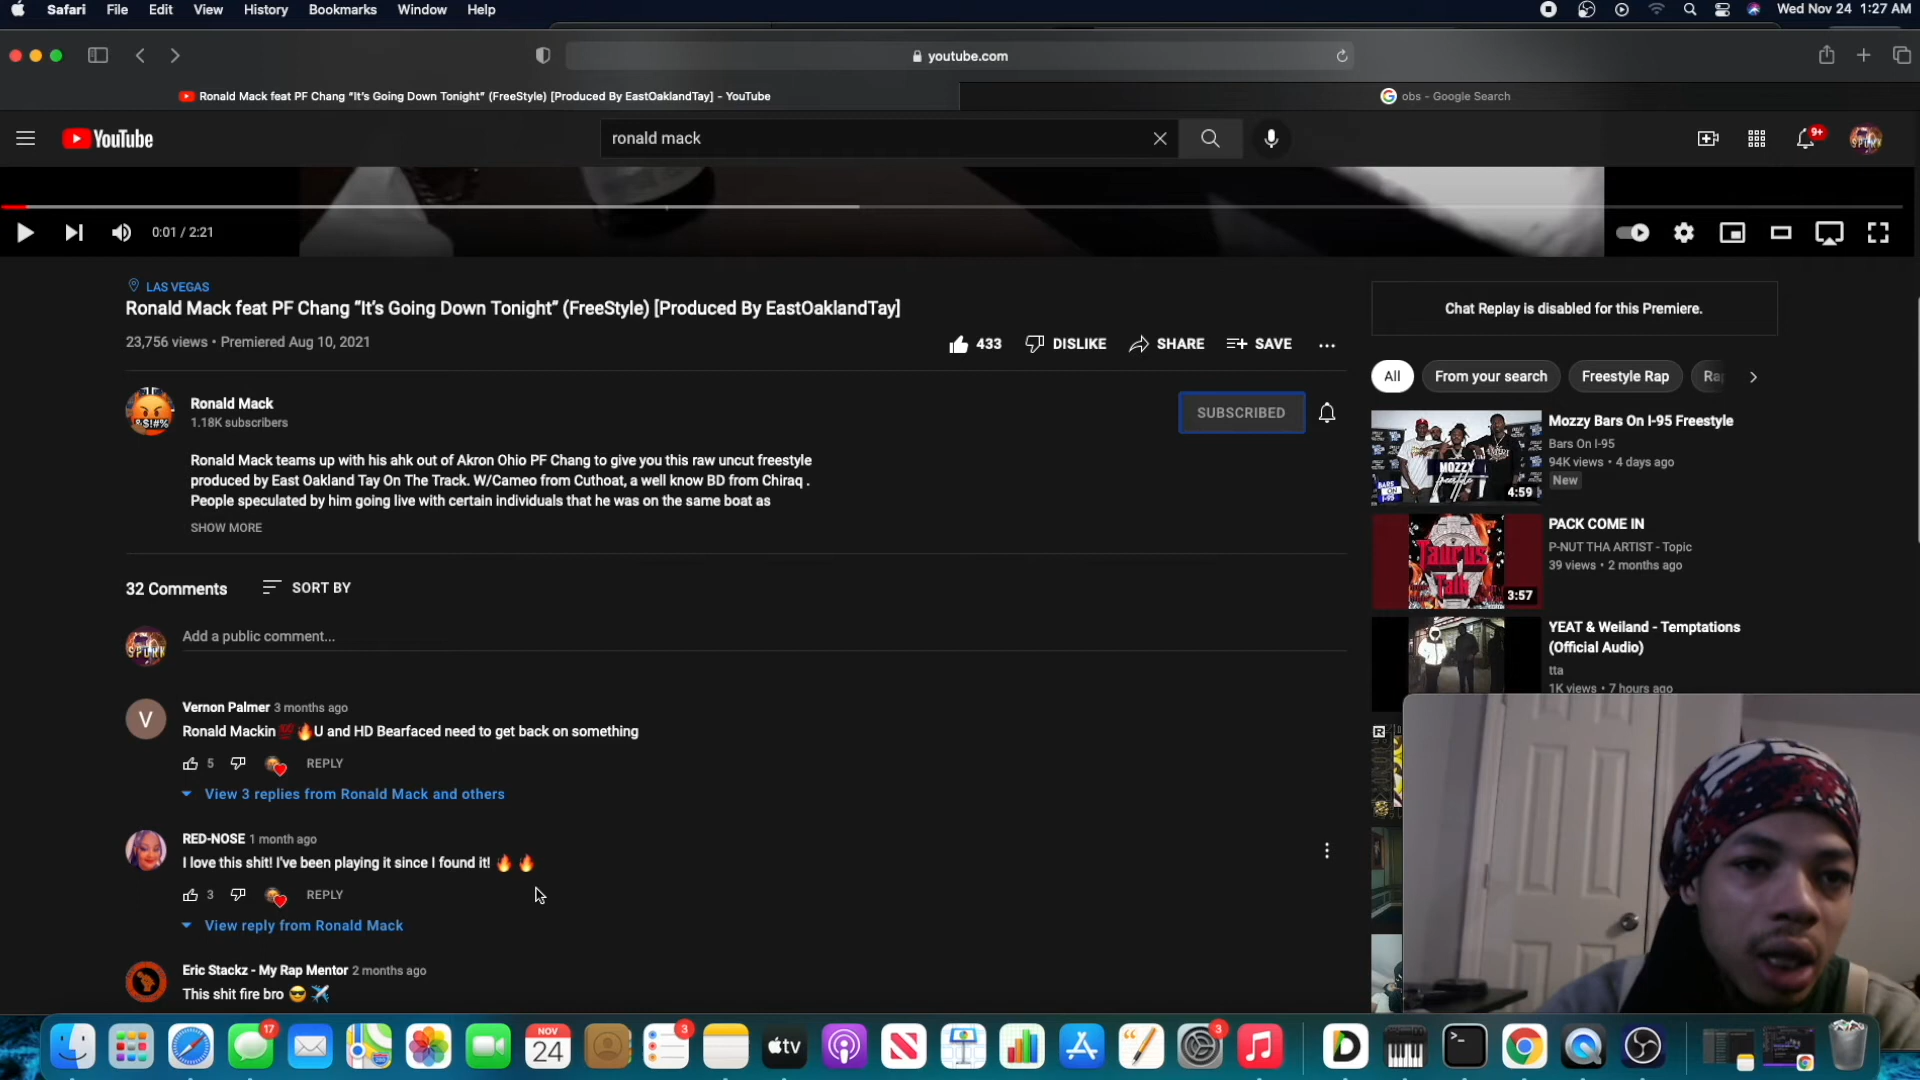 Safari File Edit View History Bookmarks Window Help
Wed Nov 24 1:27 AM
youtube.com
Ronald Mack feat PF Chang “It’s Going Down Tonight” (FreeStyle) [Produced By EastOaklandTay] - YouTube
obs - Google Search
YouTube
ronald mack
9+
SPURK
0:01 / 2:21
LAS VEGAS
Ronald Mack feat PF Chang “It’s Going Down Tonight” (FreeStyle) [Produced By EastOaklandTay]
23,756 views • Premiered Aug 10, 2021
433 DISLIKE SHARE SAVE
Ronald Mack
1.18K subscribers
SUBSCRIBED
Ronald Mack teams up with his ahk out of Akron Ohio PF Chang to give you this raw uncut freestyle
produced by East Oakland Tay On The Track. W/Cameo from Cuthoat, a well know BD from Chiraq .
People speculated by him going live with certain individuals that he was on the same boat as
SHOW MORE
32 Comments SORT BY
Add a public comment...
V
Vernon Palmer 3 months ago
Ronald Mackin 💯🔥U and HD Bearfaced need to get back on something
5 REPLY
View 3 replies from Ronald Mack and others
RED-NOSE 1 month ago
I love this shit! I've been playing it since I found it! 🔥 🔥
3 REPLY
View reply from Ronald Mack
Eric Stackz - My Rap Mentor 2 months ago
This shit fire bro 😎✈️
Chat Replay is disabled for this Premiere.
All From your search Freestyle Rap Rap
MOZZY
4:59
Mozzy Bars On I-95 Freestyle
Bars On I-95
94K views • 4 days ago
New
Taurus
Talk
3:57
PACK COME IN
P-NUT THA ARTIST - Topic
39 views • 2 months ago
YEAT & Weiland - Temptations
(Official Audio)
tta
1K views • 7 hours ago
17
NOV
24
3
tv
3